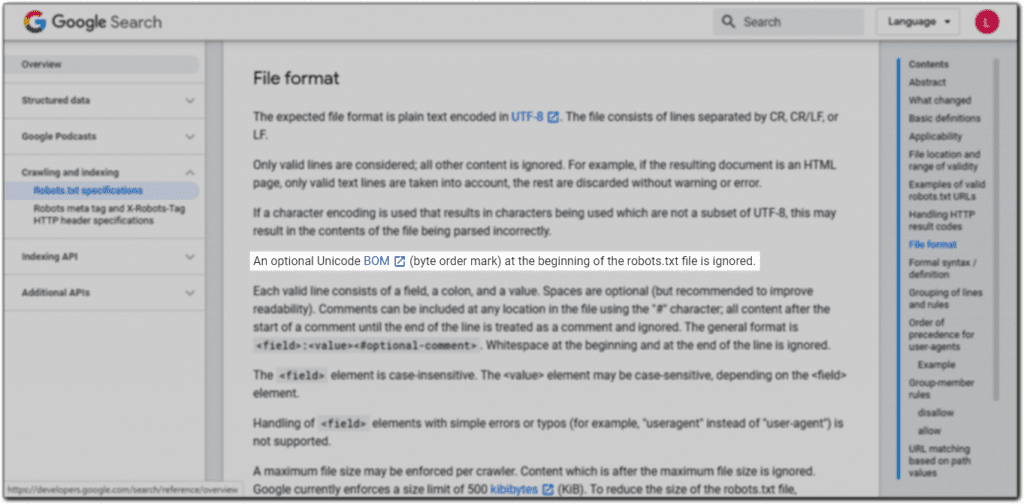 Google Search
Search
Language
L
Overview
Structured data
Google Podcasts
Crawling and indexing
Robots.txt specifications
Robots meta tag and X-Robots-Tag
HTTP header specifications
Indexing API
Additional APIs
File format
The expected file format is plain text encoded in UTF-8. The file consists of lines separated by CR, CR/LF, or
LF.
Only valid lines are considered; all other content is ignored. For example, if the resulting document is an HTML
page, only valid text lines are taken into account, the rest are discarded without warning or error.
If a character encoding is used that results in characters being used which are not a subset of UTF-8, this may
result in the contents of the file being parsed incorrectly.
An optional Unicode BOM (byte order mark) at the beginning of the robots.txt file is ignored.
Each valid line consists of a field, a colon, and a value. Spaces are optional (but recommended to improve
readability). Comments can be included at any location in the file using the "#" character; all content after the
start of a comment until the end of the line is treated as a comment and ignored. The general format is
<field>:<value><#optional-comment>. Whitespace at the beginning and at the end of the line is ignored.
The <field> element is case-insensitive. The <value> element may be case-sensitive, depending on the <field>
element.
Handling of <field> elements with simple errors or typos (for example, "useragent" instead of "user-agent") is
not supported.
A maximum file size may be enforced per crawler. Content which is after the maximum file size is ignored.
Google currently enforces a size limit of 500 kibibytes (KiB). To reduce the size of the robots.txt file,
Contents
Abstract
What changed
Basic definitions
Applicability
File location and
range of validity
Examples of valid
robots.txt URLs
Handling HTTP
result codes
File format
Formal syntax /
definition
Grouping of lines
and rules
Order of
precedence for
user-agents
Example
Group-member
rules
disallow
allow
URL matching
based on path
values
https://developers.google.com/search/reference/overview